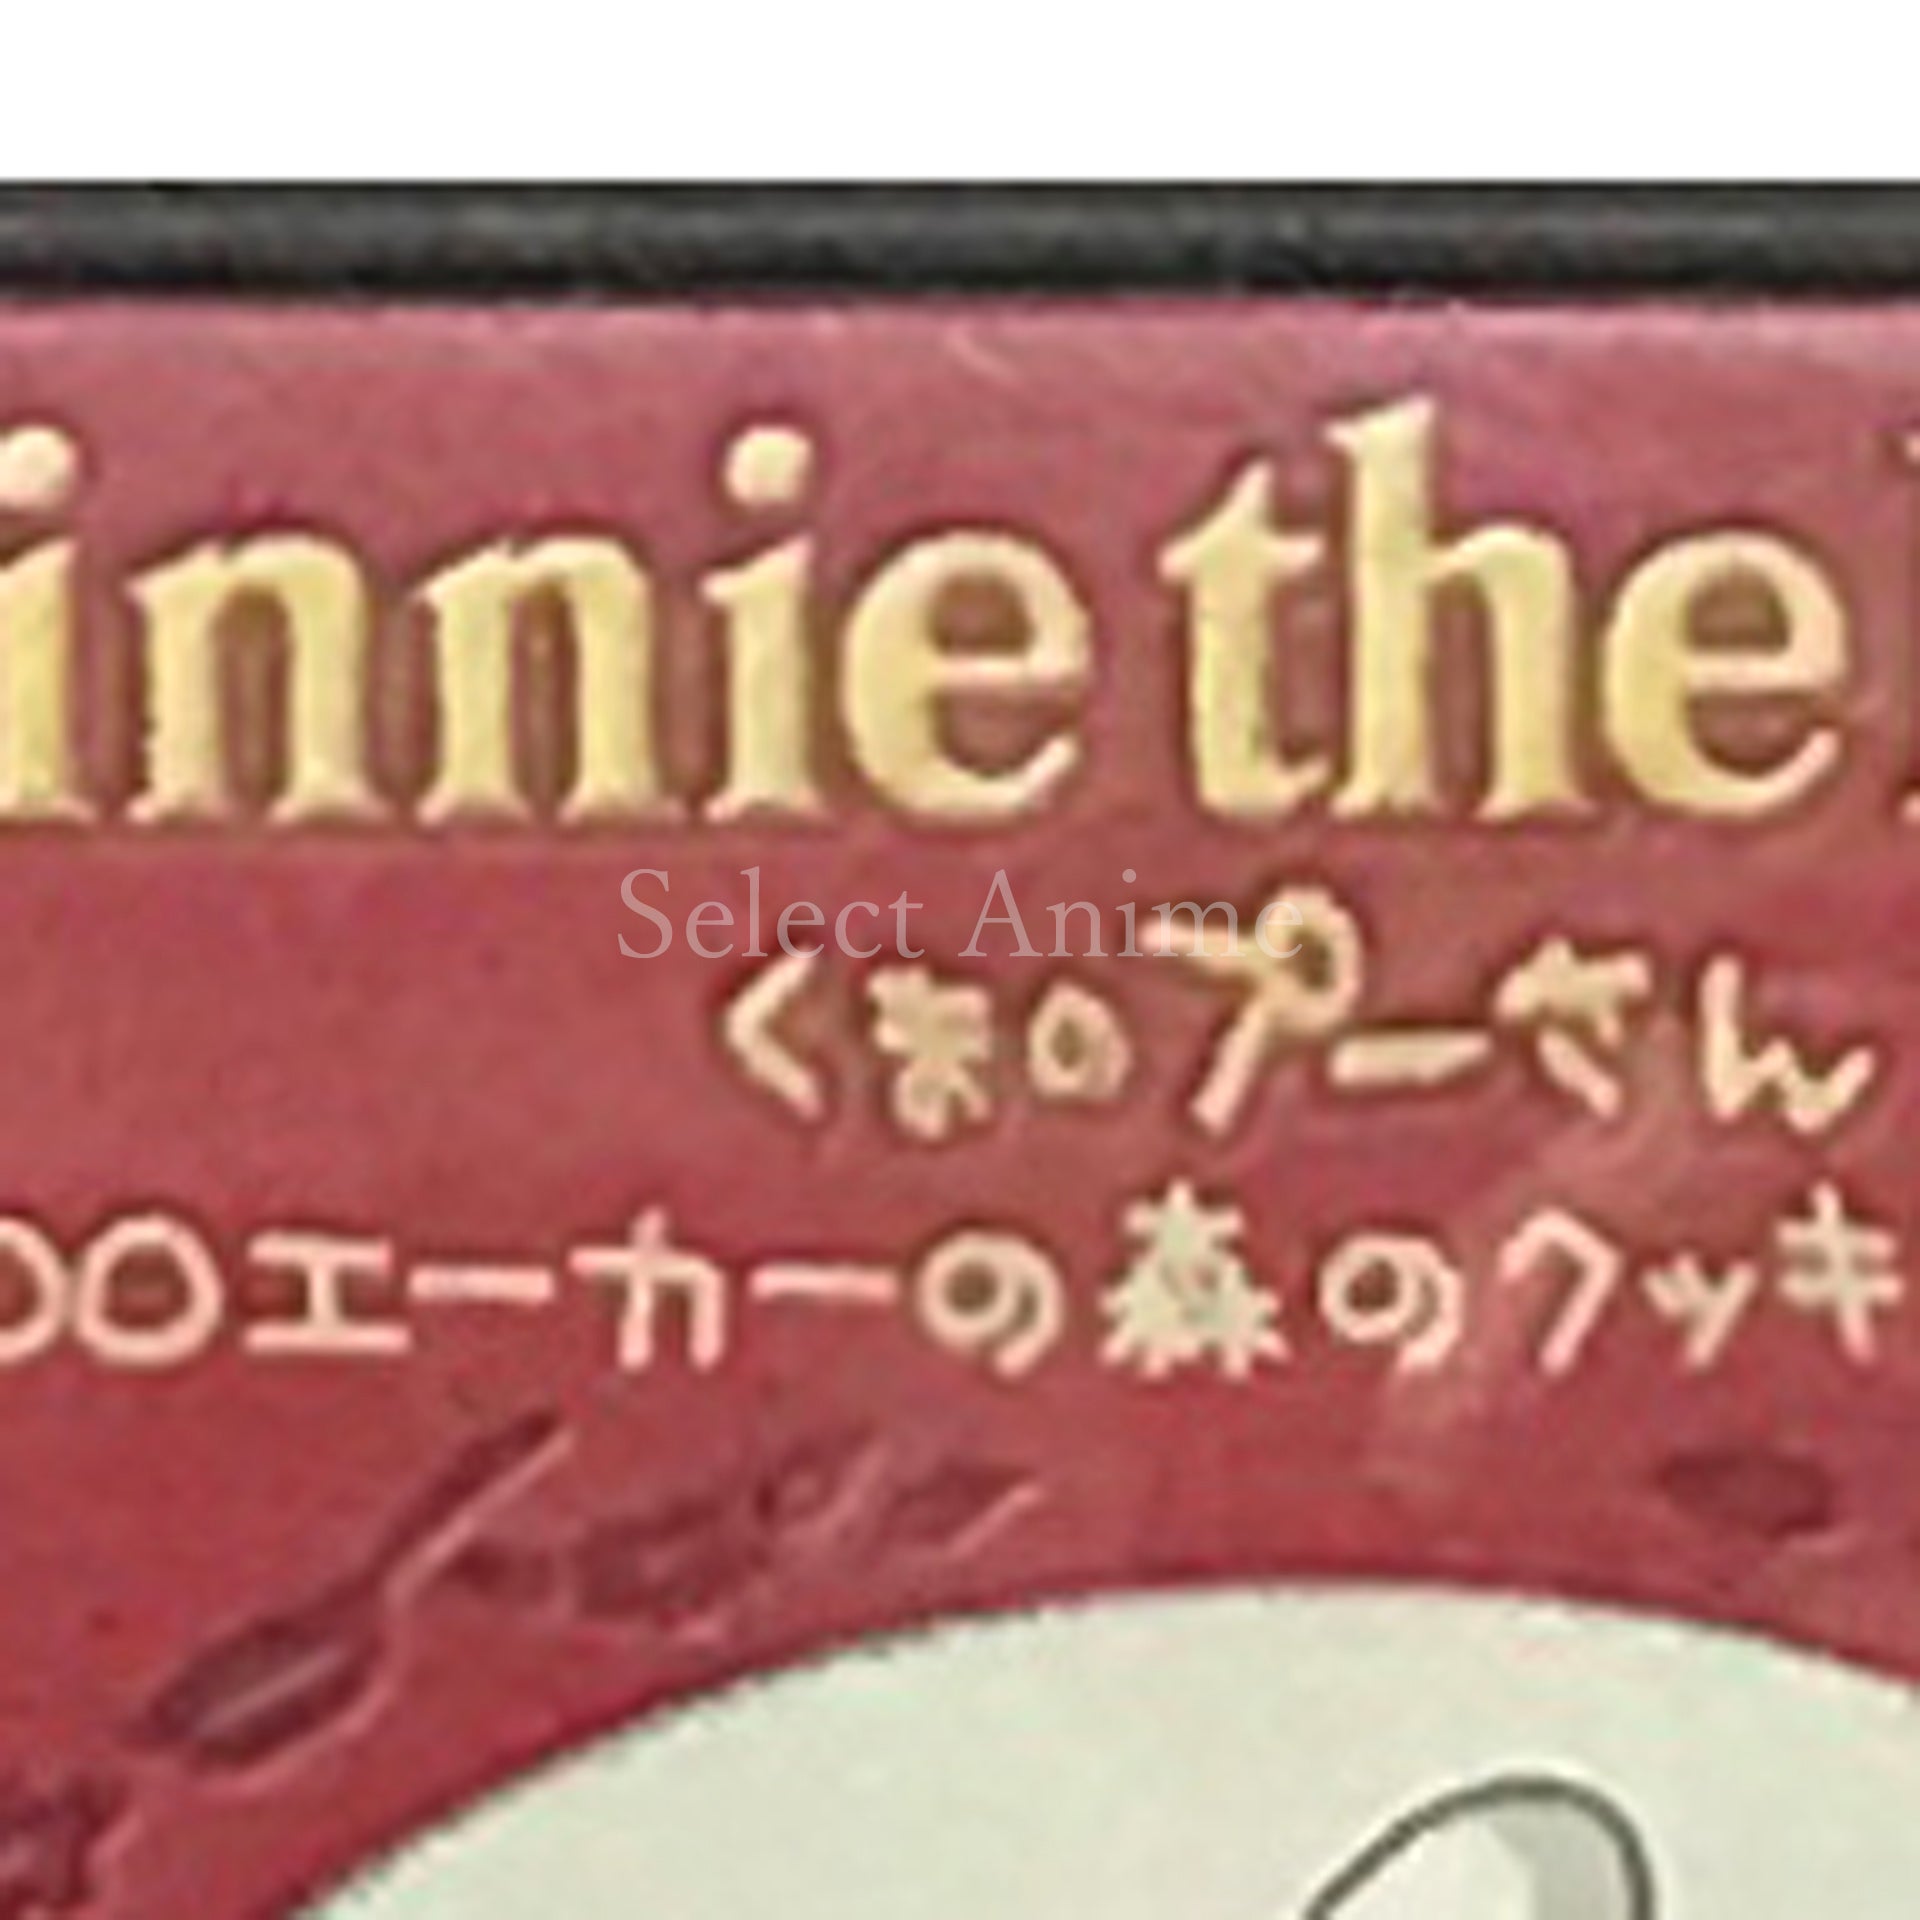 innie the
Select Anime
くまのプーさん
00エーカーの森のクッキ